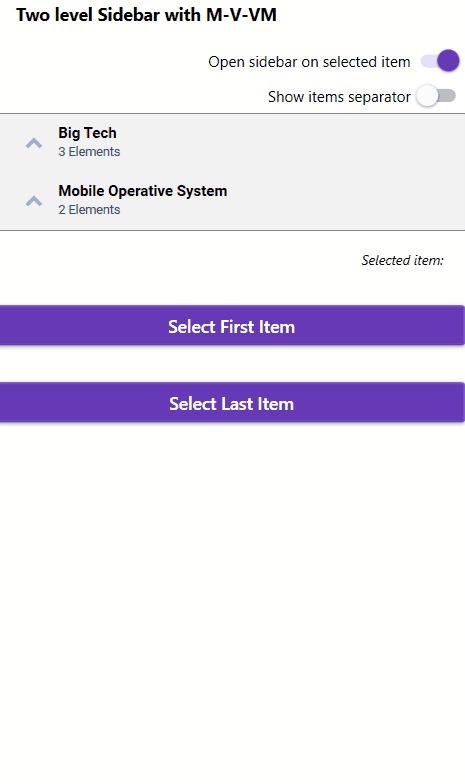 Two level Sidebar with M-V-VM
Open sidebar on selected item
Show items separator
Big Tech
3 Elements
Mobile Operative System
2 Elements
Selected item:
Select First Item
Select Last Item